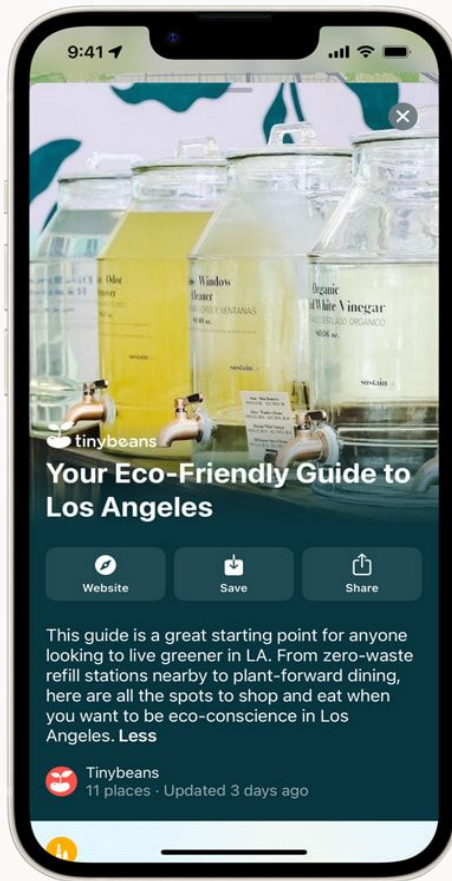 9:41
Window
Cleaner
Organic
White Vinegar
sustain
sustain
sustain
tinybeans
Your Eco-Friendly Guide to
Los Angeles
Website
Save
Share
This guide is a great starting point for anyone
looking to live greener in LA. From zero-waste
refill stations nearby to plant-forward dining,
here are all the spots to shop and eat when
you want to be eco-conscience in Los
Angeles. Less
Tinybeans
11 places · Updated 3 days ago